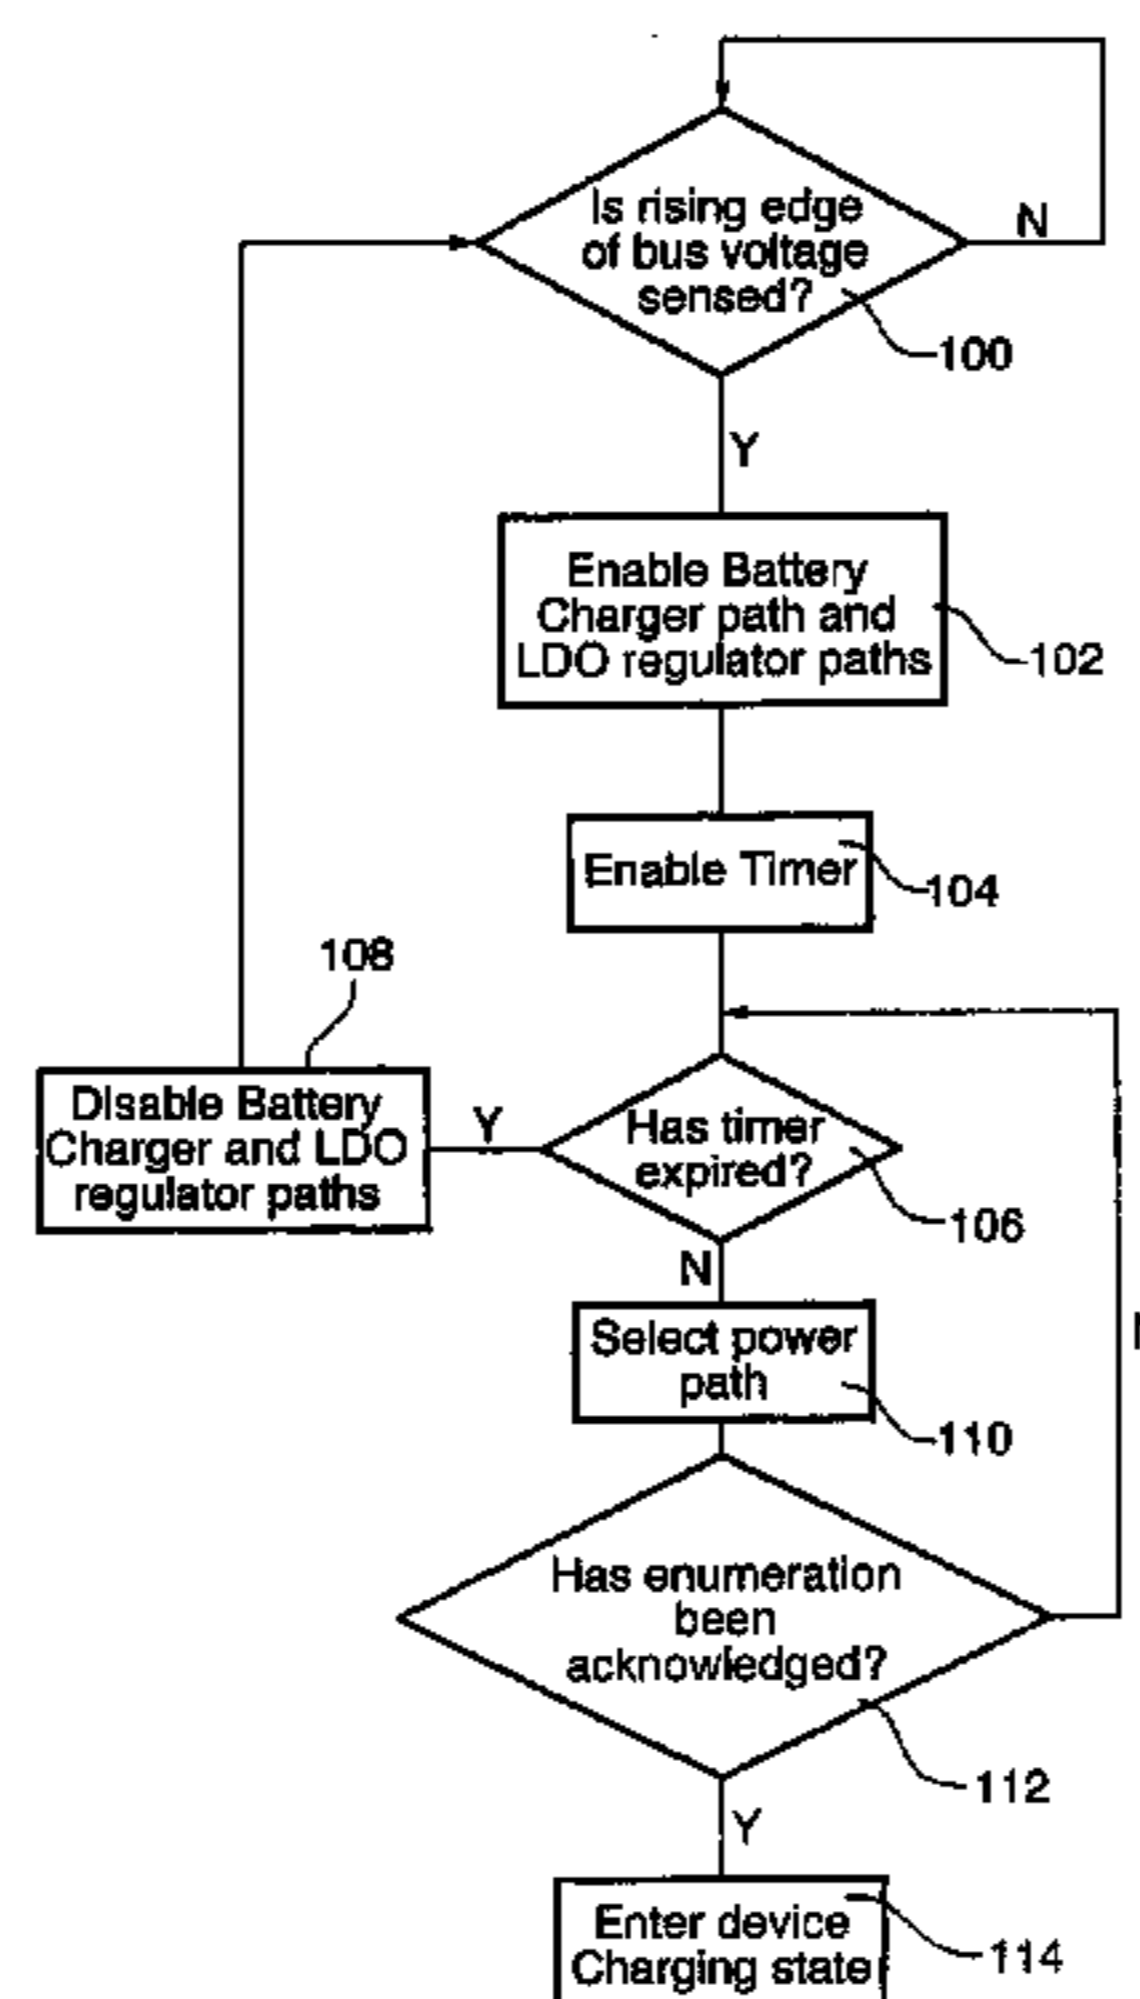 Is rising edge
of bus voltage
sensed?
N
100
Y
Enable Battery
Charger path and
LDO regulator paths
102
Enable Timer
104
108
Disable Battery
Charger and LDO
regulator paths
Y
Has timer
expired?
106
N
Select power
path
110
Has enumeration
been
acknowledged?
112
Y
Enter device
Charging state
114